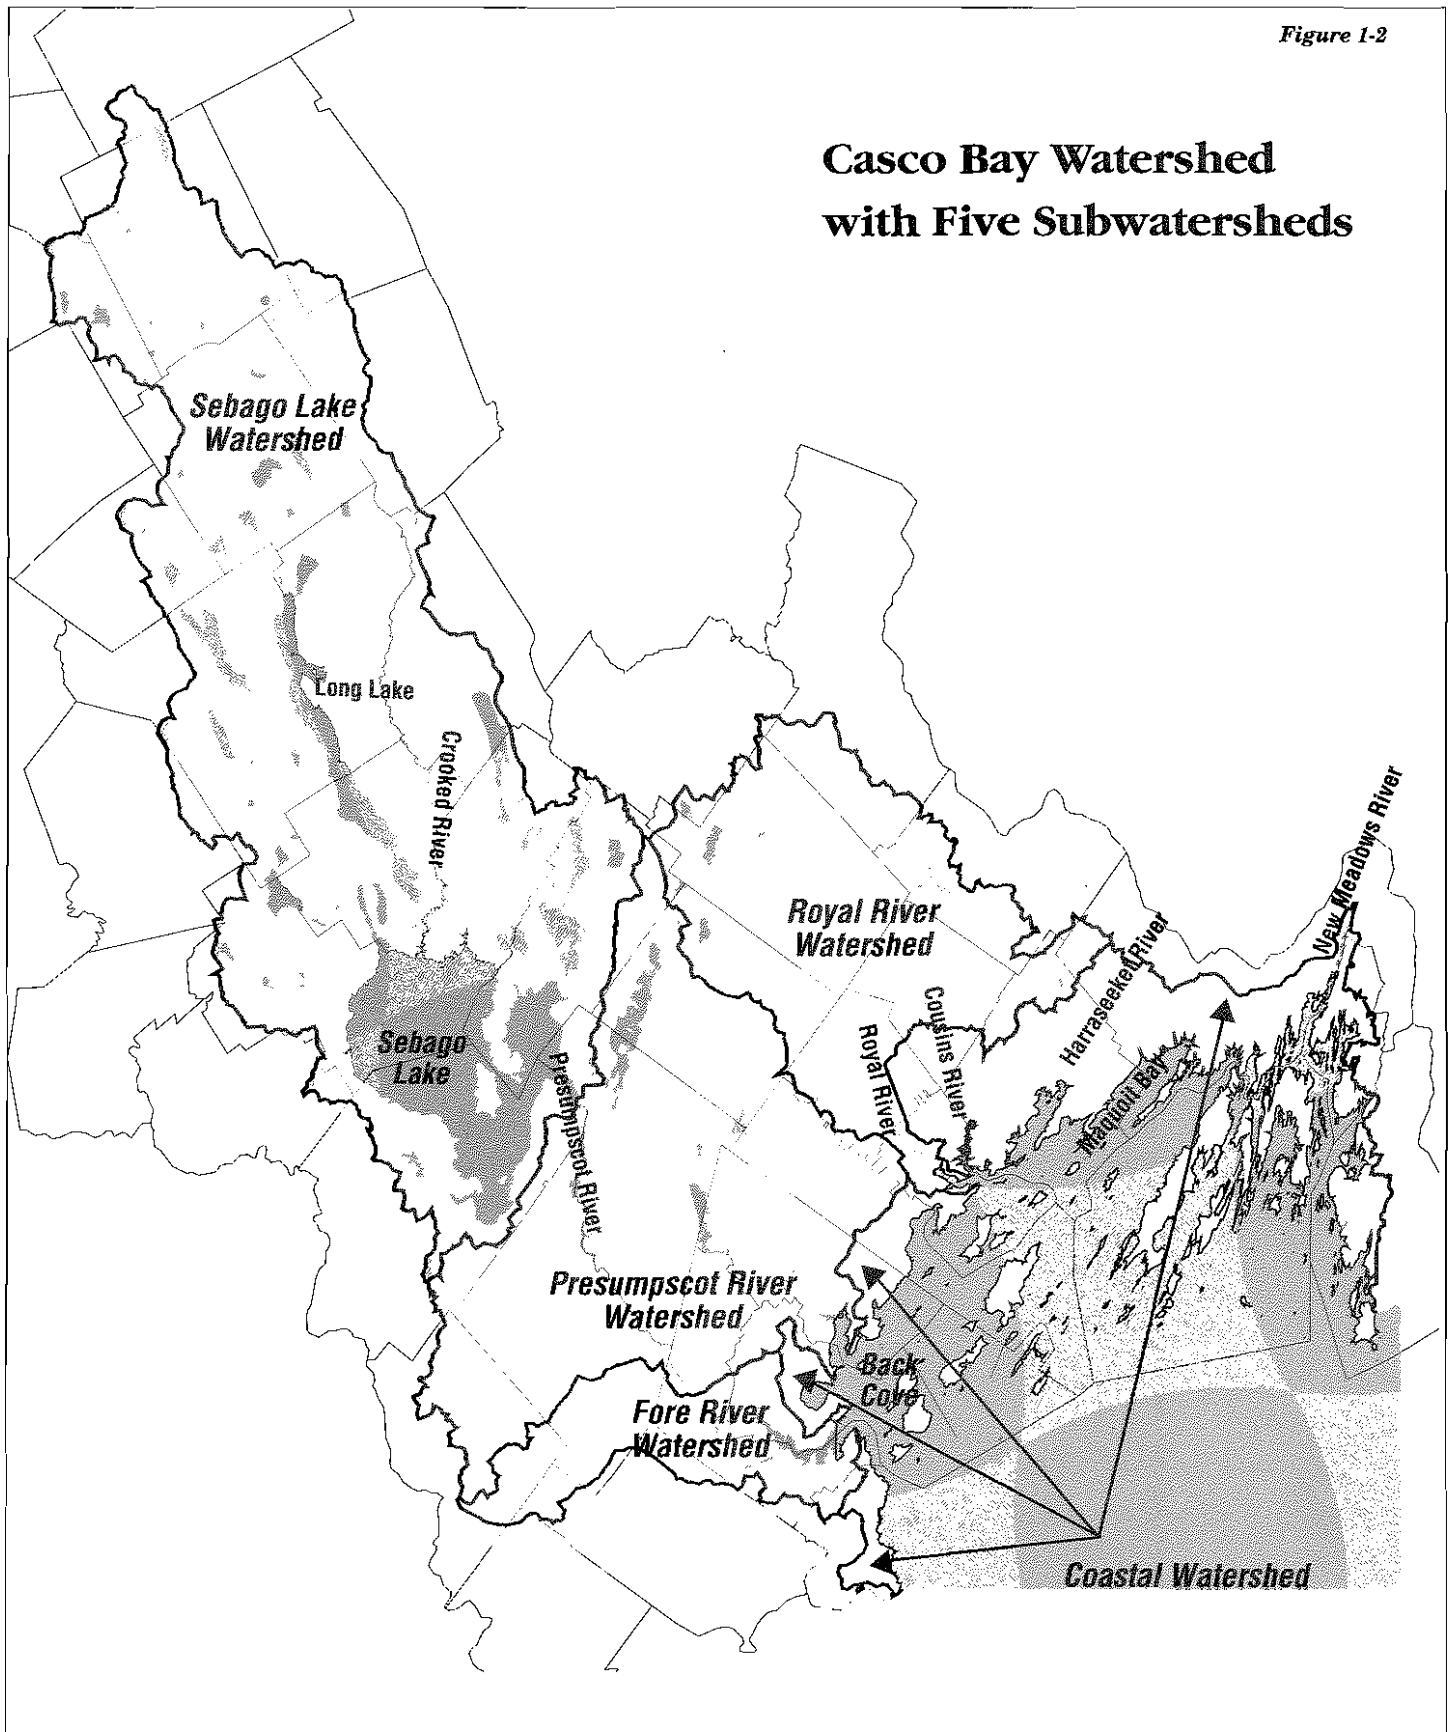 Figure 1-2
Casco Bay Watershed
with Five Subwatersheds
Sebago Lake
Watershed
Long Lake
Crooked River
New Meadows River
Royal River
Watershed
Harraseeket River
Cousins River
Royal River
Sebago
Lake
Presumpscot River
Maquoit Bay
Presumpscot River
Watershed
Back
Cove
Fore River
Watershed
Coastal Watershed